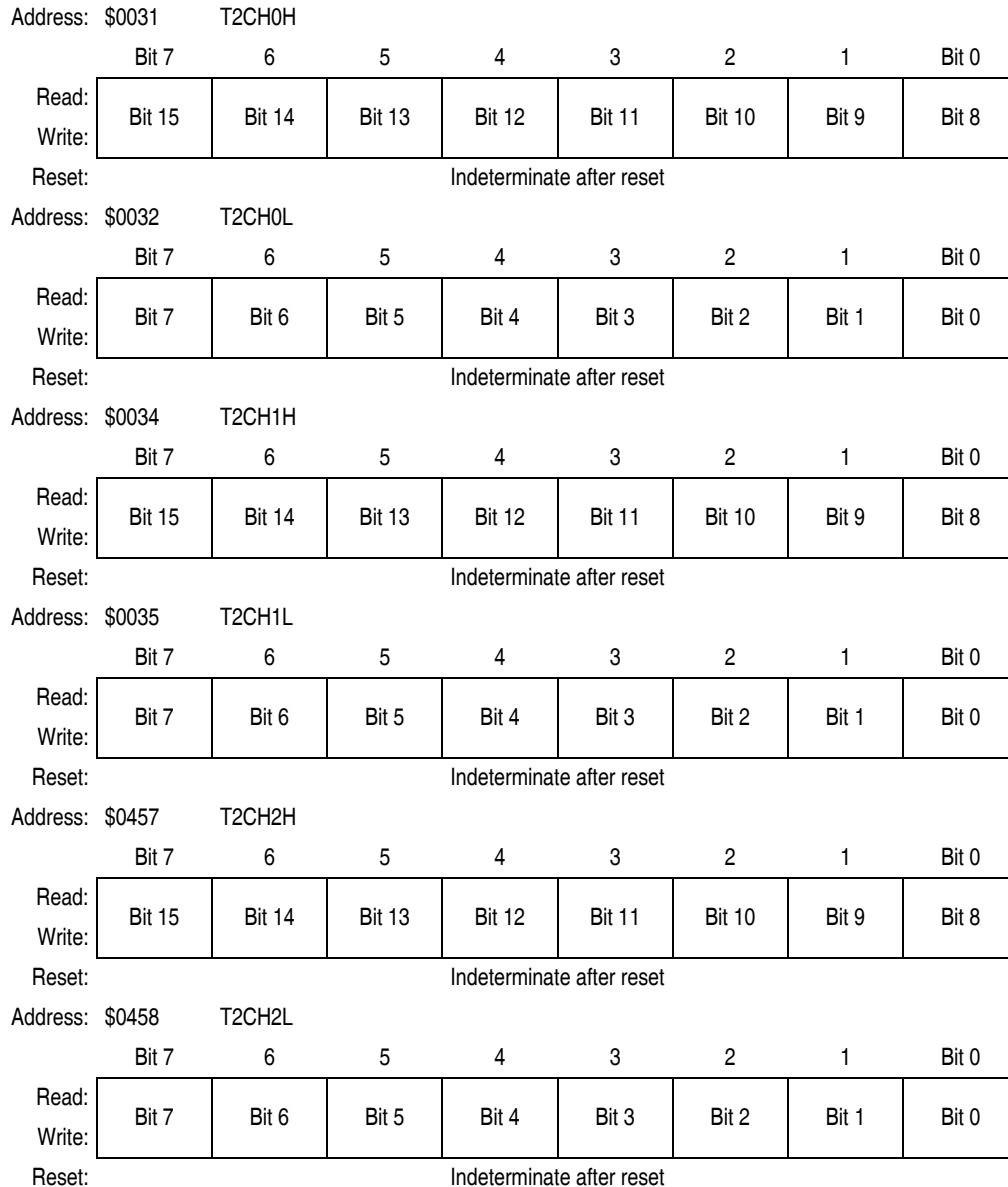 Address: $0031 T2CH0H
Bit 7 6 5 4 3 2 1 Bit 0
Read:
Bit 15 Bit 14 Bit 13 Bit 12 Bit 11 Bit 10 Bit 9 Bit 8
Write:
Reset: Indeterminate after reset
Address: $0032 T2CH0L
Bit 7 6 5 4 3 2 1 Bit 0
Read:
Bit 7 Bit 6 Bit 5 Bit 4 Bit 3 Bit 2 Bit 1 Bit 0
Write:
Reset: Indeterminate after reset
Address: $0034 T2CH1H
Bit 7 6 5 4 3 2 1 Bit 0
Read:
Bit 15 Bit 14 Bit 13 Bit 12 Bit 11 Bit 10 Bit 9 Bit 8
Write:
Reset: Indeterminate after reset
Address: $0035 T2CH1L
Bit 7 6 5 4 3 2 1 Bit 0
Read:
Bit 7 Bit 6 Bit 5 Bit 4 Bit 3 Bit 2 Bit 1 Bit 0
Write:
Reset: Indeterminate after reset
Address: $0457 T2CH2H
Bit 7 6 5 4 3 2 1 Bit 0
Read:
Bit 15 Bit 14 Bit 13 Bit 12 Bit 11 Bit 10 Bit 9 Bit 8
Write:
Reset: Indeterminate after reset
Address: $0458 T2CH2L
Bit 7 6 5 4 3 2 1 Bit 0
Read:
Bit 7 Bit 6 Bit 5 Bit 4 Bit 3 Bit 2 Bit 1 Bit 0
Write:
Reset: Indeterminate after reset